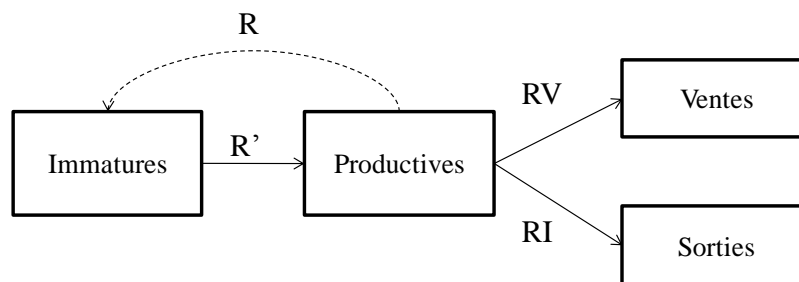 R
RV
Ventes
Immatures
R’
Productives
RI
Sorties